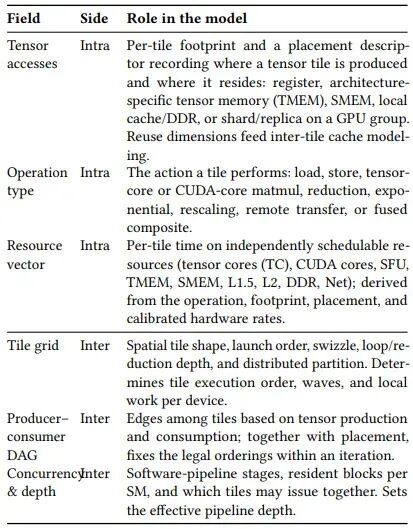 Field Side Role in the model
Tensor Intra Per-tile footprint and a placement descrip-
accesses tor recording where a tensor tile is produced
and where it resides: register, architecture-
specific tensor memory (TMEM), SMEM, local
cache/DDR, or shard/replica on a GPU group.
Reuse dimensions feed inter-tile cache model-
ing.
Operation Intra The action a tile performs: load, store, tensor-
type core or CUDA-core matmul, reduction, expo-
nential, rescaling, remote transfer, or fused
composite.
Resource Intra Per-tile time on independently schedulable re-
vector sources (tensor cores (TC), CUDA cores, SFU,
TMEM, SMEM, L1.5, L2, DDR, Net); derived
from the operation, footprint, placement, and
calibrated hardware rates.
Tile grid Inter Spatial tile shape, launch order, swizzle, loop/re-
duction depth, and distributed partition. Deter-
mines tile execution order, waves, and local
work per device.
Producer– Inter Edges among tiles based on tensor production
consumer and consumption; together with placement,
DAG fixes the legal orderings within an iteration.
Concurrency Inter Software-pipeline stages, resident blocks per
& depth SM, and which tiles may issue together. Sets
the effective pipeline depth.